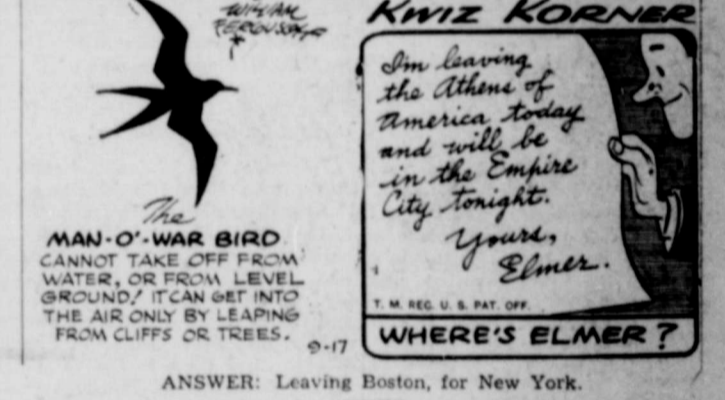 WILLIAM
FERGUSON
The
MAN-O'-WAR BIRD
CANNOT TAKE OFF FROM
WATER, OR FROM LEVEL
GROUND! IT CAN GET INTO
THE AIR ONLY BY LEAPING
FROM CLIFFS OR TREES.
9-17
KWIZ KORNER
I'm leaving
the Athens of
America today
and will be
in the Empire
City tonight.
Yours,
Elmer.
T. M. REG. U. S. PAT. OFF.
WHERE'S ELMER?
ANSWER: Leaving Boston, for New York.